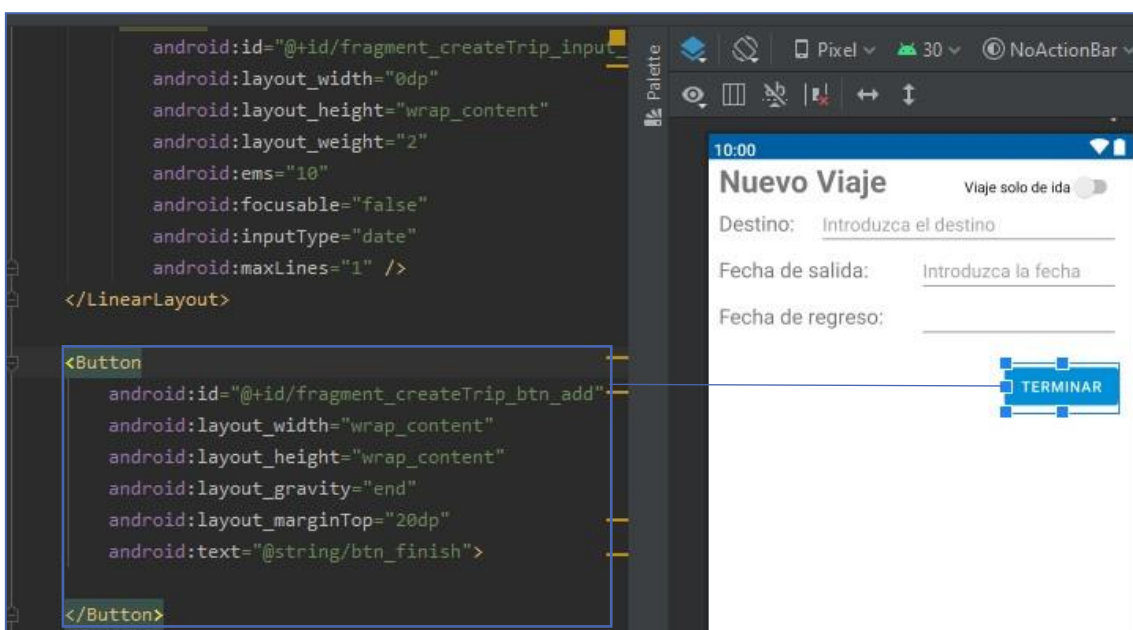 android:id="@+id/fragment_createTrip_input_
android:layout_width="0dp"
android:layout_height="wrap_content"
android:layout_weight="2"
android:ems="10"
android:focusable="false"
android:inputType="date"
android:maxLines="1" />
</LinearLayout>
<Button
android:id="@+id/fragment_createTrip_btn_add"
android:layout_width="wrap_content"
android:layout_height="wrap_content"
android:layout_gravity="end"
android:layout_marginTop="20dp"
android:text="@string/btn_finish">
</Button>
Palette
Pixel 30 NoActionBar
10:00
Nuevo Viaje Viaje solo de ida
Destino: Introduzca el destino
Fecha de salida: Introduzca la fecha
Fecha de regreso:
TERMINAR